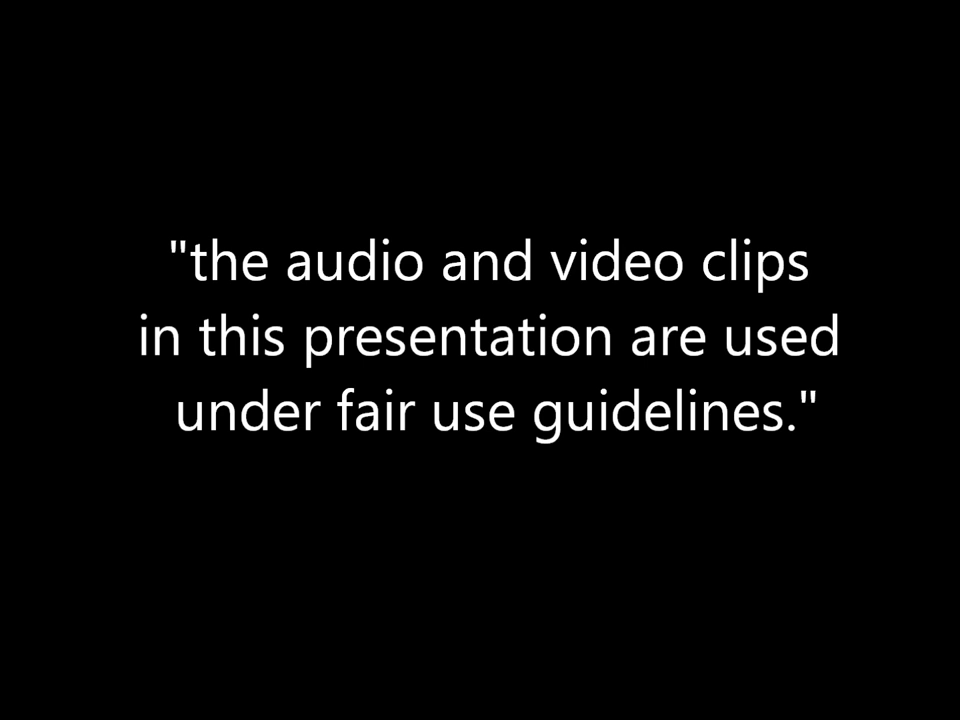 "the audio and video clips
in this presentation are used
under fair use guidelines."